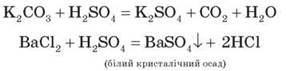 K₂CO₃ + H₂SO₄ = K₂SO₄ + CO₂ + H₂O
BaCl₂ + H₂SO₄ = BaSO₄↓ + 2HCl
(білий кристалічний осад)